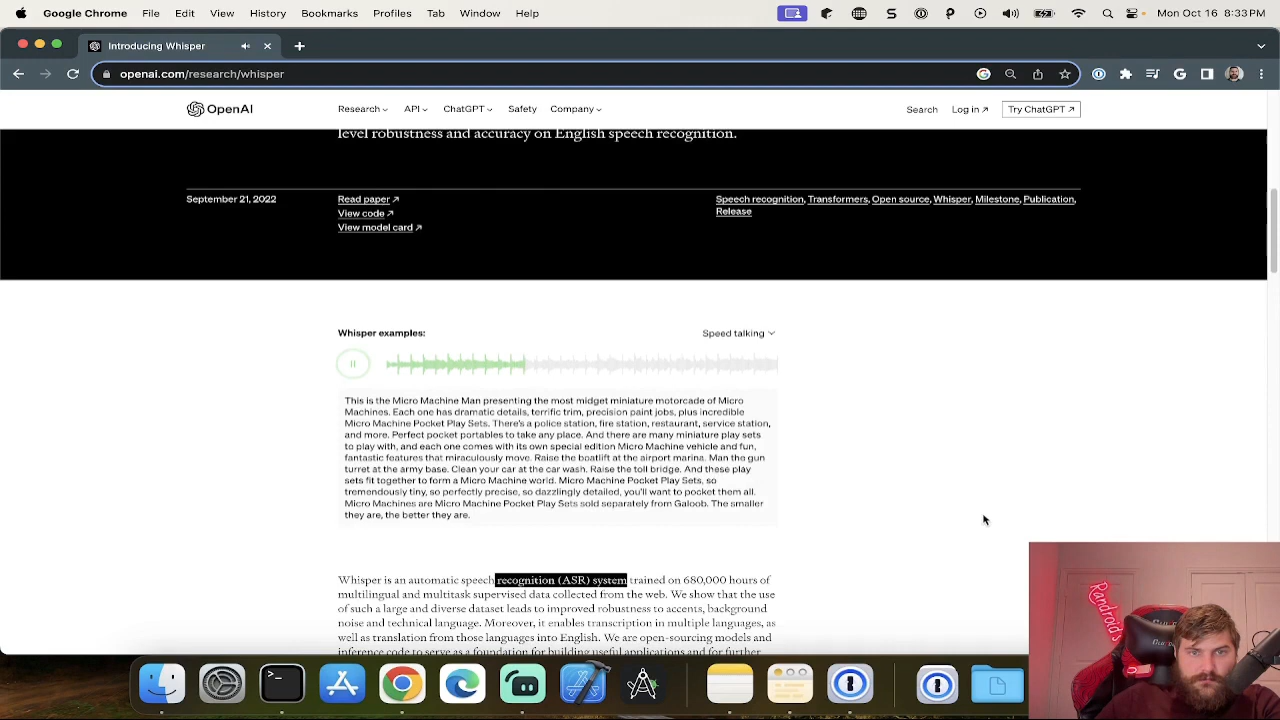 Google Chrome File Edit View History Bookmarks Profiles Tab Window Help Mon Oct 16
Introducing Whisper
openai.com/research/whisper
OpenAI Research API ChatGPT Safety Company Search Log in ↗ Try ChatGPT ↗
level robustness and accuracy on English speech recognition.
September 21, 2022
Read paper ↗
View code ↗
View model card ↗
Speech recognition, Transformers, Open source, Whisper, Milestone, Publication,
Release
Whisper examples:
Speed talking
This is the Micro Machine Man presenting the most midget miniature motorcade of Micro
Machines. Each one has dramatic details, terrific trim, precision paint jobs, plus incredible
Micro Machine Pocket Play Sets. There's a police station, fire station, restaurant, service station,
and more. Perfect pocket portables to take any place. And there are many miniature play sets
to play with, and each one comes with its own special edition Micro Machine vehicle and fun,
fantastic features that miraculously move. Raise the boatlift at the airport marina. Man the gun
turret at the army base. Clean your car at the car wash. Raise the toll bridge. And these play
sets fit together to form a Micro Machine world. Micro Machine Pocket Play Sets, so
tremendously tiny, so perfectly precise, so dazzlingly detailed, you'll want to pocket them all.
Micro Machines are Micro Machine Pocket Play Sets sold separately from Galoob. The smaller
they are, the better they are.
Whisper is an automatic speech recognition (ASR) system trained on 680,000 hours of
multilingual and multitask supervised data collected from the web. We show that the use
of such a large and diverse dataset leads to improved robustness to accents, background
noise and technical language. Moreover, it enables transcription in multiple languages, as
well as translation from those languages into English. We are open-sourcing models and
inference code to serve as a foundation for building useful applications and for further